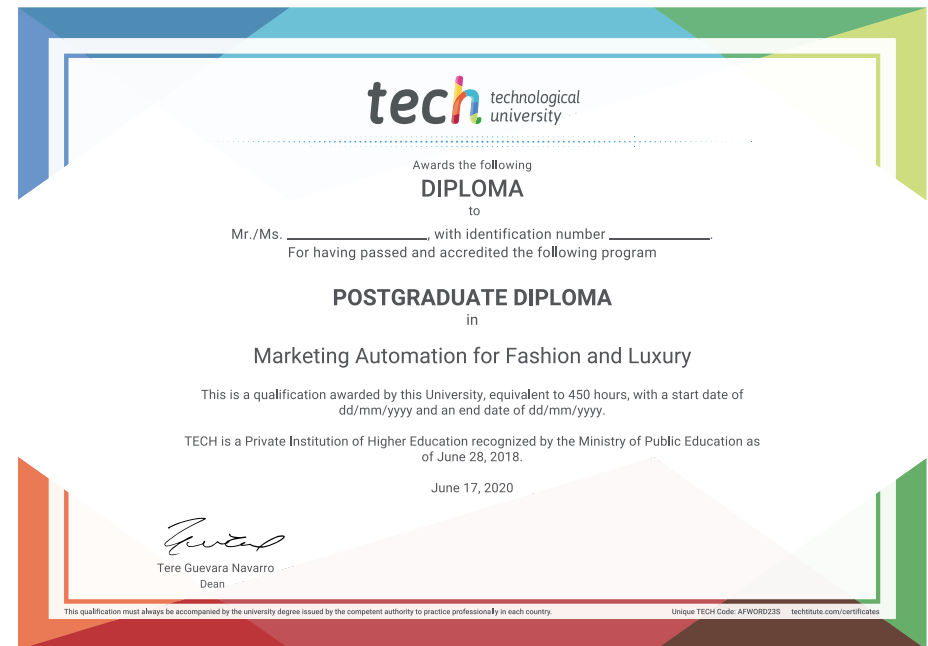 tech technological
university
Awards the following
DIPLOMA
to
Mr./Ms. ____________________, with identification number ______________.
For having passed and accredited the following program
POSTGRADUATE DIPLOMA
in
Marketing Automation for Fashion and Luxury
This is a qualification awarded by this University, equivalent to 450 hours, with a start date of
dd/mm/yyyy and an end date of dd/mm/yyyy.
TECH is a Private Institution of Higher Education recognized by the Ministry of Public Education as
of June 28, 2018.
June 17, 2020
Tere Guevara Navarro
Dean
This qualification must always be accompanied by the university degree issued by the competent authority to practice professionally in each country.
Unique TECH Code: AFWORD23S techtitute.com/certificates